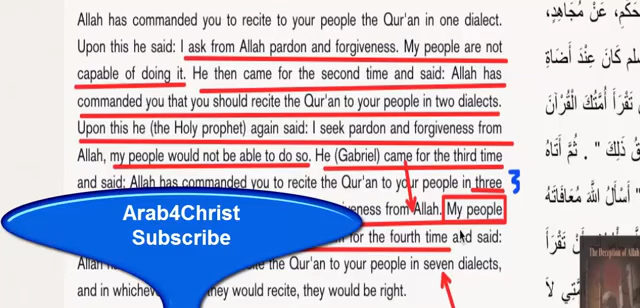 Allah has commanded you to recite to your people the Qur'an in one dialect.
Upon this he said: I ask from Allah pardon and forgiveness. My people are not
capable of doing it. He then came for the second time and said: Allah has
commanded you that you should recite the Qur'an to your people in two dialects.
Upon this he (the Holy prophet) again said: I seek pardon and forgiveness from
Allah, my people would not be able to do so. He (Gabriel) came for the third time
and said: Allah has commanded you to recite the Qur'an to your people in three 3
iveness from Allah. My people
for the fourth time and said:
Allah the Qur'an to your people in seven dialects,
and in whichev they would recite, they would be right.
Arab4Christ
Subscribe
حَكَمِ، عَنْ مُجَاهِدٍ،
سلم كَانَ عِنْدَ أَضَاةِ
نْ تَقْرَأَ أُمَّتُكَ الْقُرْآنَ
قُ ذَلِكَ " . ثُمَّ أَتَاهُ
" أَسْأَلُ اللَّهَ مُعَافَاتَهُ
أَنْ تَقْرَأَ
مَّتِي لاَ
The Deception of Allah